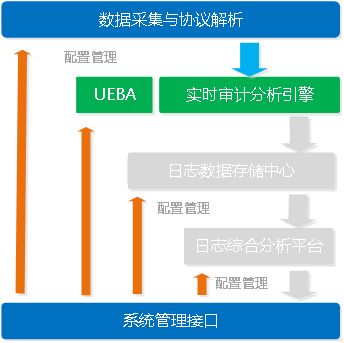 数据采集与协议解析
配置管理
UEBA
实时审计分析引擎
日志数据存储中心
配置管理
日志综合分析平台
配置管理
系统管理接口